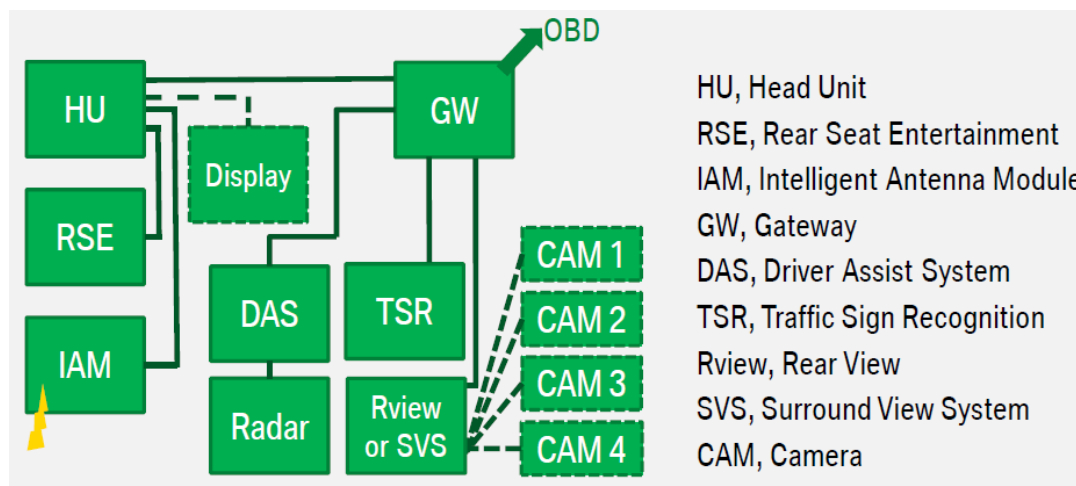 OBD
HU
GW
Display
RSE
CAM 1
DAS
TSR
CAM 2
IAM
CAM 3
Radar
Rview
or SVS
CAM 4
HU, Head Unit
RSE, Rear Seat Entertainment
IAM, Intelligent Antenna Module
GW, Gateway
DAS, Driver Assist System
TSR, Traffic Sign Recognition
Rview, Rear View
SVS, Surround View System
CAM, Camera